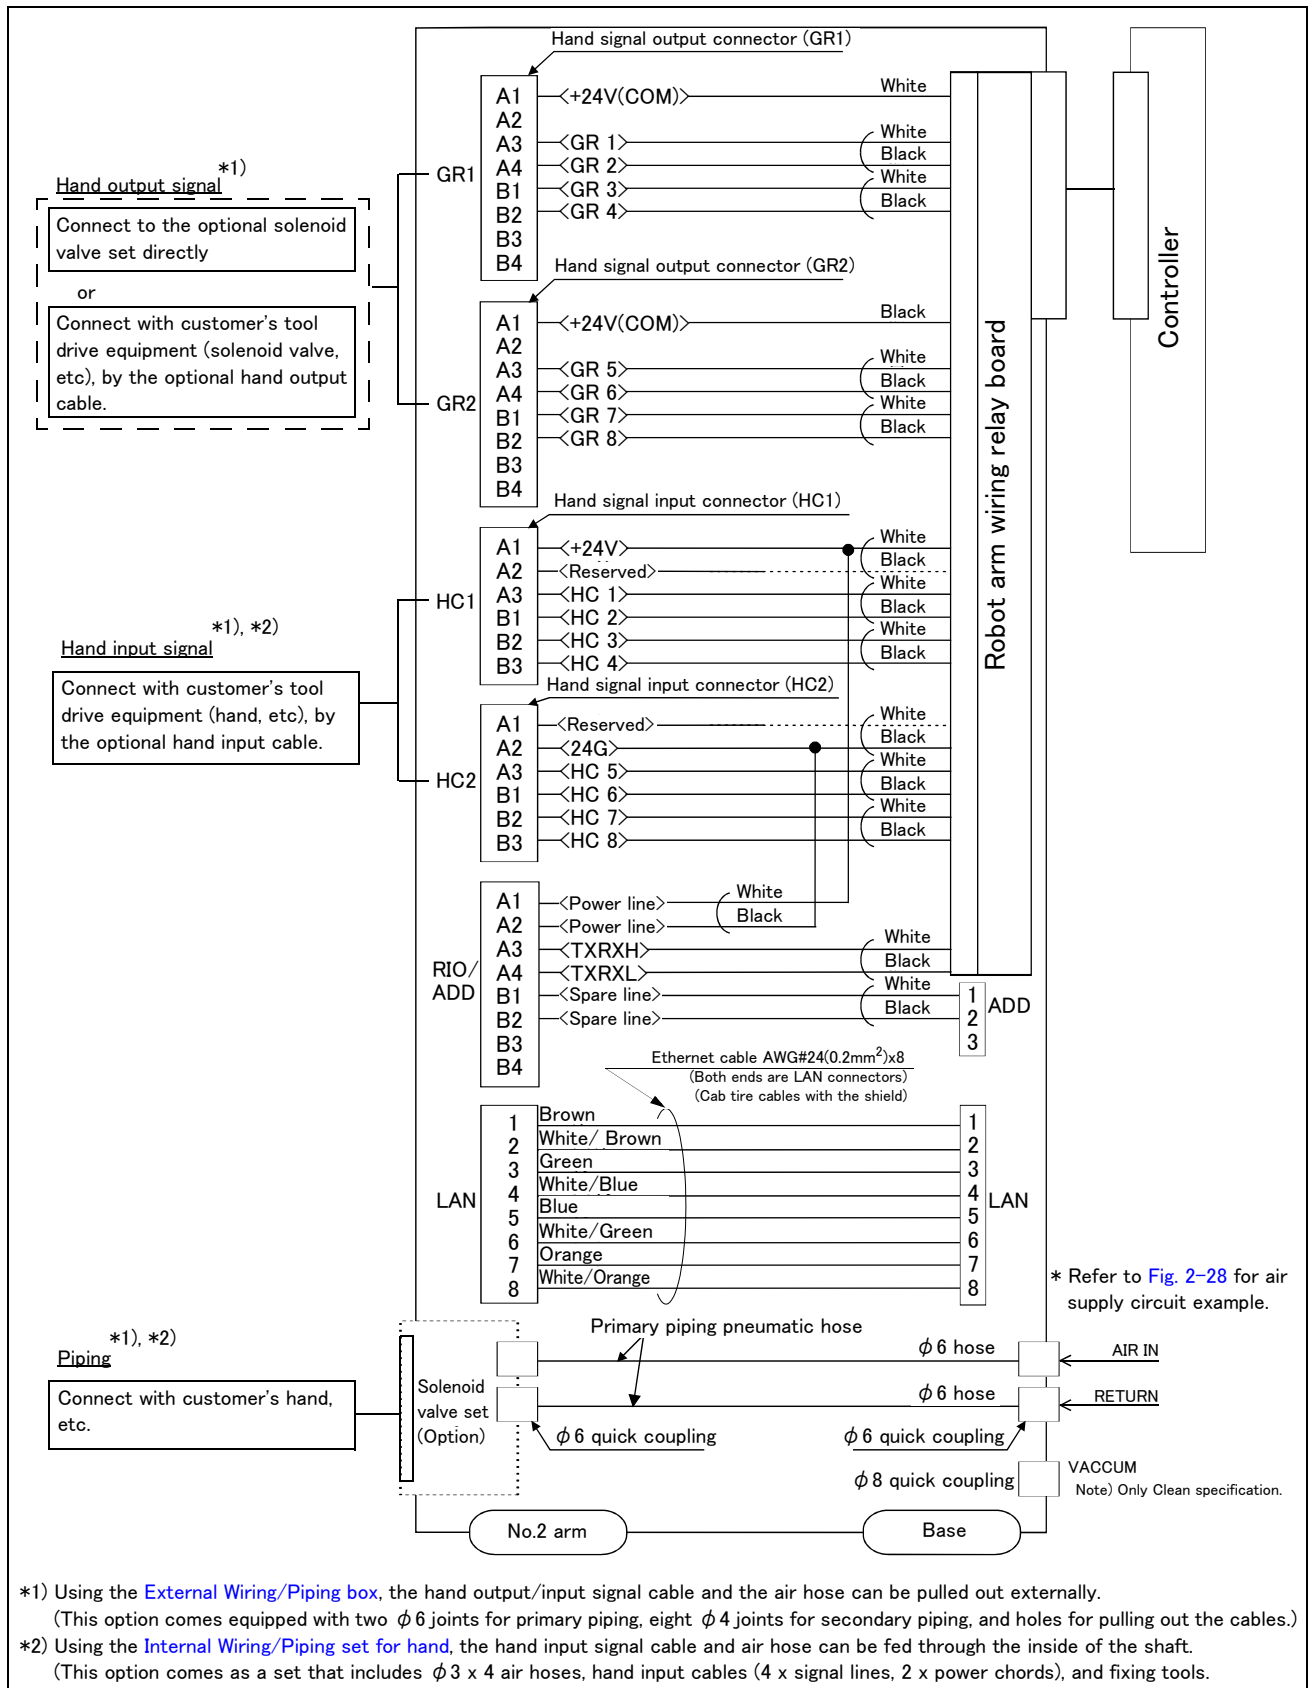 Hand signal output connector (GR1)
GR1
A1 <+24V(COM)> White
A2
A3 <GR 1> White
A4 <GR 2> Black
B1 <GR 3> White
B2 <GR 4> Black
B3
B4
Hand signal output connector (GR2)
GR2
A1 <+24V(COM)> Black
A2
A3 <GR 5> White
A4 <GR 6> Black
B1 <GR 7> White
B2 <GR 8> Black
B3
B4
Hand signal input connector (HC1)
HC1
A1 <+24V> White
A2 <Reserved> Black
A3 <HC 1> White
B1 <HC 2> Black
B2 <HC 3> White
B3 <HC 4> Black
Hand signal input connector (HC2)
HC2
A1 <Reserved> White
A2 <24G> Black
A3 <HC 5> White
B1 <HC 6> Black
B2 <HC 7> White
B3 <HC 8> Black
RIO/
ADD
A1 <Power line> White
A2 <Power line> Black
A3 <TXRXH> White
A4 <TXRXL> Black
B1 <Spare line> White 1
B2 <Spare line> Black 2
B3 3
B4
ADD
Robot arm wiring relay board
Controller
Hand output signal *1)
Connect to the optional solenoid
valve set directly
or
Connect with customer's tool
drive equipment (solenoid valve,
etc), by the optional hand output
cable.
Hand input signal *1), *2)
Connect with customer's tool
drive equipment (hand, etc), by
the optional hand input cable.
Ethernet cable AWG#24(0.2mm²)x8
(Both ends are LAN connectors)
(Cab tire cables with the shield)
LAN
1 Brown 1
2 White/ Brown 2
3 Green 3
4 White/Blue 4
5 Blue 5
6 White/Green 6
7 Orange 7
8 White/Orange 8
LAN
* Refer to Fig. 2-28 for air
supply circuit example.
Piping *1), *2)
Connect with customer's hand,
etc.
Solenoid
valve set
(Option)
Primary piping pneumatic hose
φ6 hose AIR IN
φ6 hose RETURN
φ6 quick coupling φ6 quick coupling
φ8 quick coupling VACCUM
Note) Only Clean specification.
No.2 arm Base
*1) Using the External Wiring/Piping box, the hand output/input signal cable and the air hose can be pulled out externally.
(This option comes equipped with two φ6 joints for primary piping, eight φ4 joints for secondary piping, and holes for pulling out the cables.)
*2) Using the Internal Wiring/Piping set for hand, the hand input signal cable and air hose can be fed through the inside of the shaft.
(This option comes as a set that includes φ3 x 4 air hoses, hand input cables (4 x signal lines, 2 x power chords), and fixing tools.